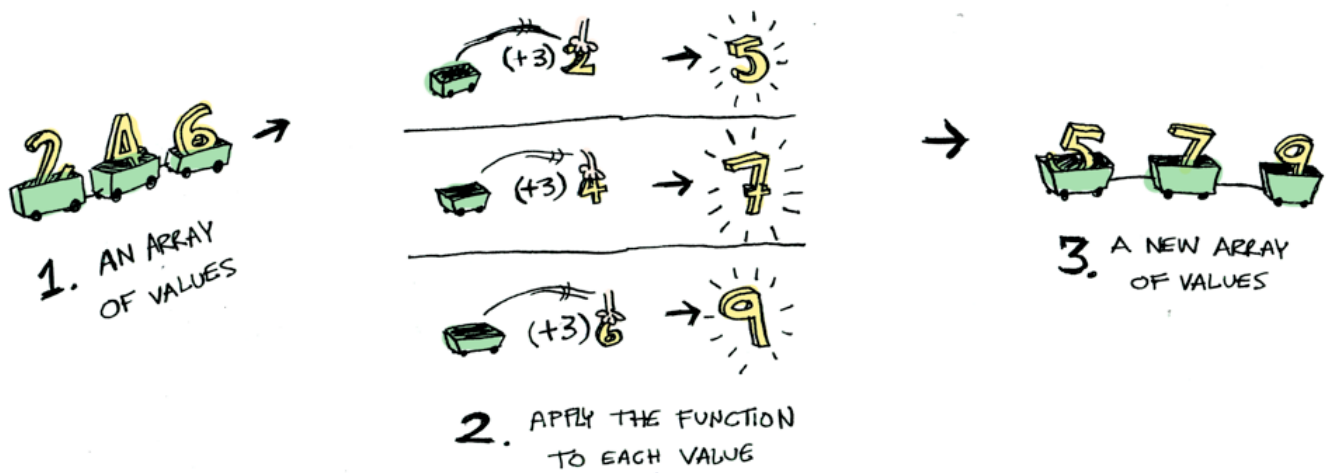 2 4 6
1. AN ARRAY
OF VALUES
(+3) 2 → 5
(+3) 4 → 7
(+3) 6 → 9
2. APPLY THE FUNCTION
TO EACH VALUE
5 7 9
3. A NEW ARRAY
OF VALUES